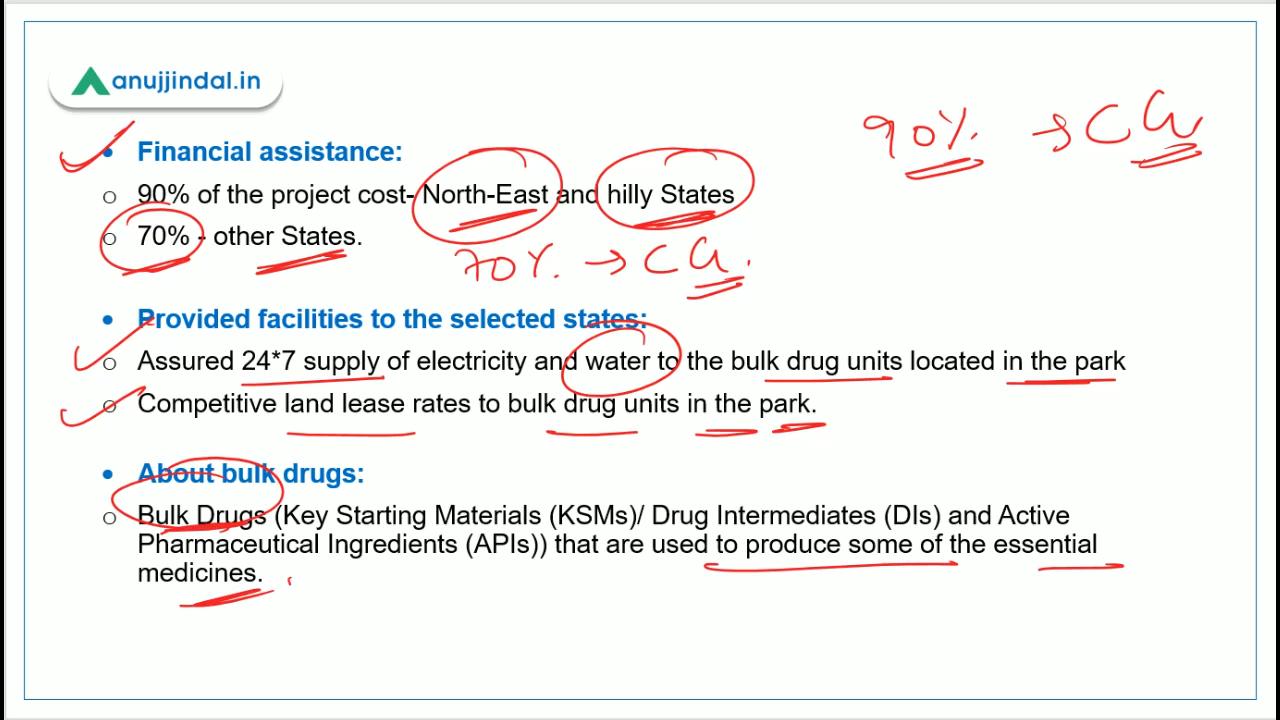 anujjindal.in
90% → CG
• Financial assistance:
o 90% of the project cost- North-East and hilly States
o 70% - other States.
70% → CG.
• Provided facilities to the selected states:
o Assured 24*7 supply of electricity and water to the bulk drug units located in the park
o Competitive land lease rates to bulk drug units in the park.
• About bulk drugs:
o Bulk Drugs (Key Starting Materials (KSMs)/ Drug Intermediates (DIs) and Active
Pharmaceutical Ingredients (APIs)) that are used to produce some of the essential
medicines.